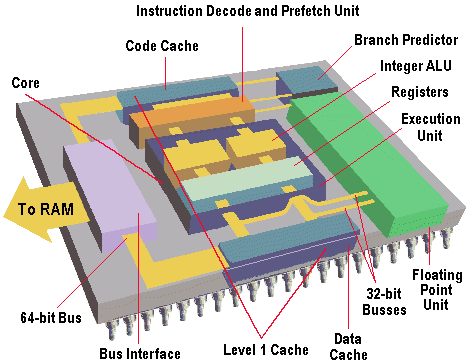 Instruction Decode and Prefetch Unit
Code Cache
Branch Predictor
Core
Integer ALU
Registers
Execution
Unit
To RAM
64-bit Bus
Bus Interface
Level 1 Cache
Data
Cache
32-bit
Busses
Floating
Point
Unit